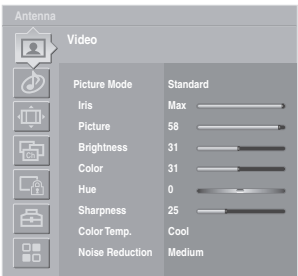 Antenna
Video
Picture Mode Standard
Iris Max
Picture 58
Brightness 31
Color 31
Hue 0
Sharpness 25
Color Temp. Cool
Noise Reduction Medium
Ch